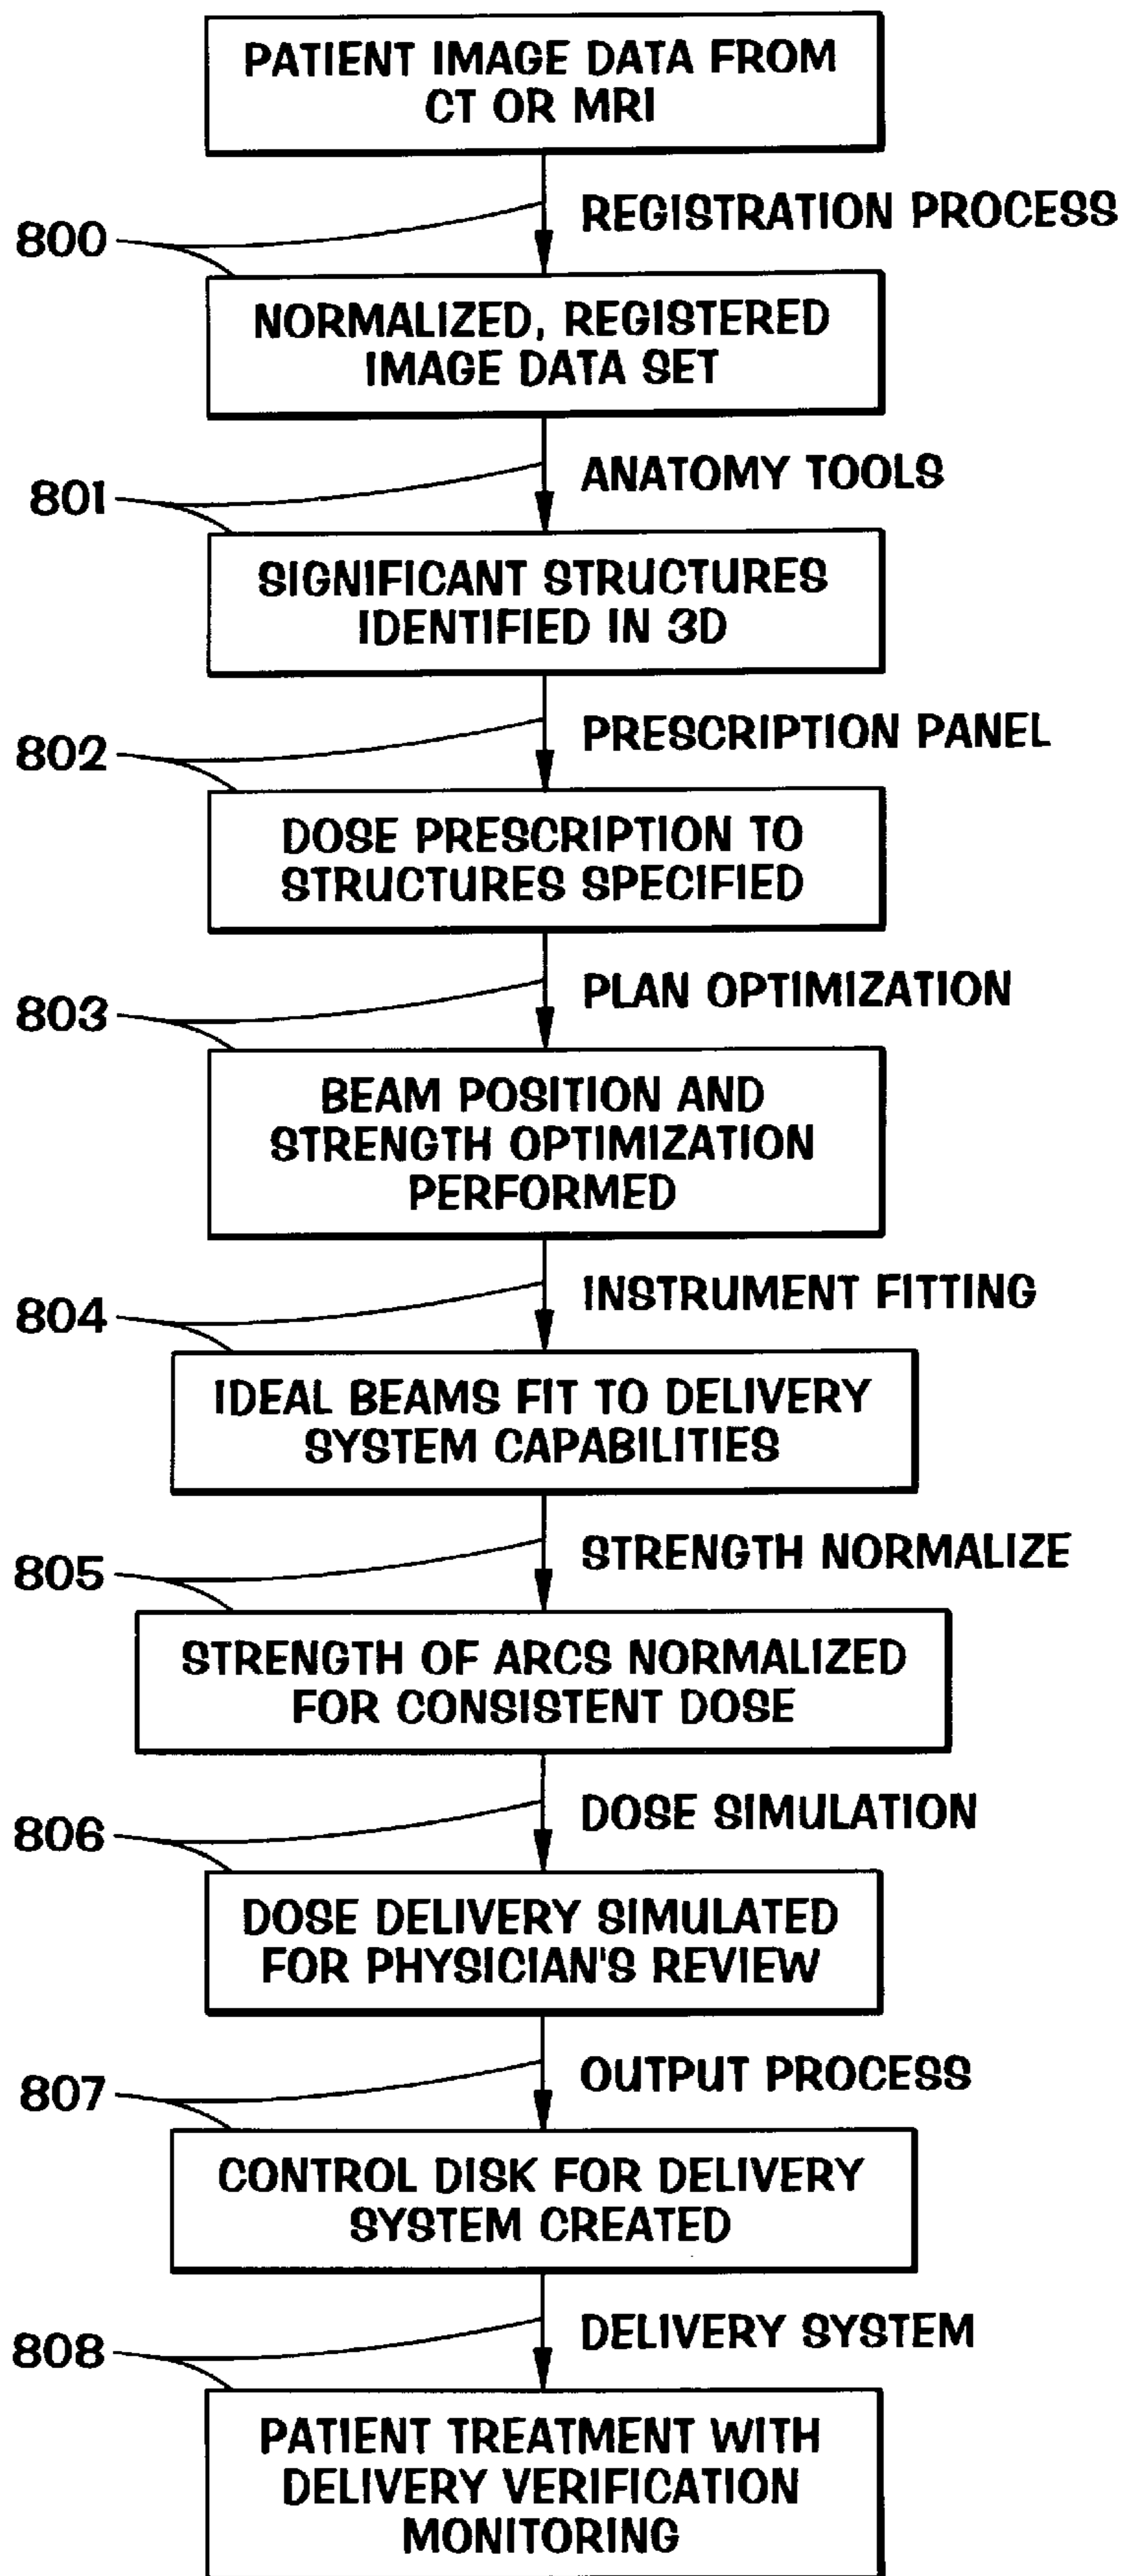 PATIENT IMAGE DATA FROM
CT OR MRI
REGISTRATION PROCESS
800
NORMALIZED, REGISTERED
IMAGE DATA SET
ANATOMY TOOLS
801
SIGNIFICANT STRUCTURES
IDENTIFIED IN 3D
PRESCRIPTION PANEL
802
DOSE PRESCRIPTION TO
STRUCTURES SPECIFIED
PLAN OPTIMIZATION
803
BEAM POSITION AND
STRENGTH OPTIMIZATION
PERFORMED
INSTRUMENT FITTING
804
IDEAL BEAMS FIT TO DELIVERY
SYSTEM CAPABILITIES
STRENGTH NORMALIZE
805
STRENGTH OF ARCS NORMALIZED
FOR CONSISTENT DOSE
DOSE SIMULATION
806
DOSE DELIVERY SIMULATED
FOR PHYSICIAN'S REVIEW
OUTPUT PROCESS
807
CONTROL DISK FOR DELIVERY
SYSTEM CREATED
DELIVERY SYSTEM
808
PATIENT TREATMENT WITH
DELIVERY VERIFICATION
MONITORING